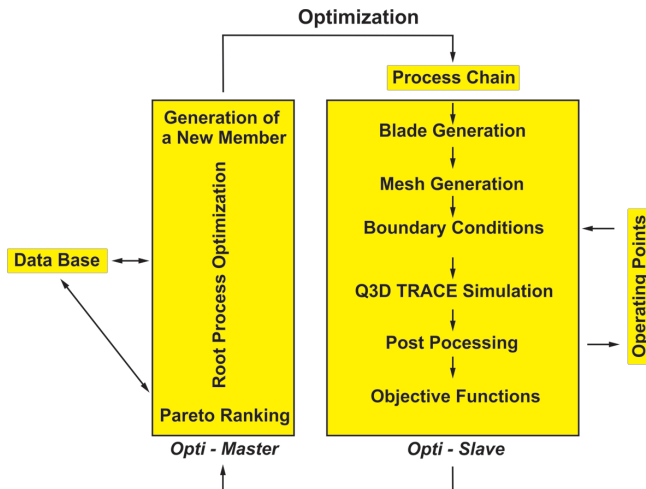 Optimization
Process Chain
Generation of
a New Member
Root Process Optimization
Pareto Ranking
Opti - Master
Data Base
Blade Generation
Mesh Generation
Boundary Conditions
Q3D TRACE Simulation
Post Pocessing
Objective Functions
Opti - Slave
Operating Points